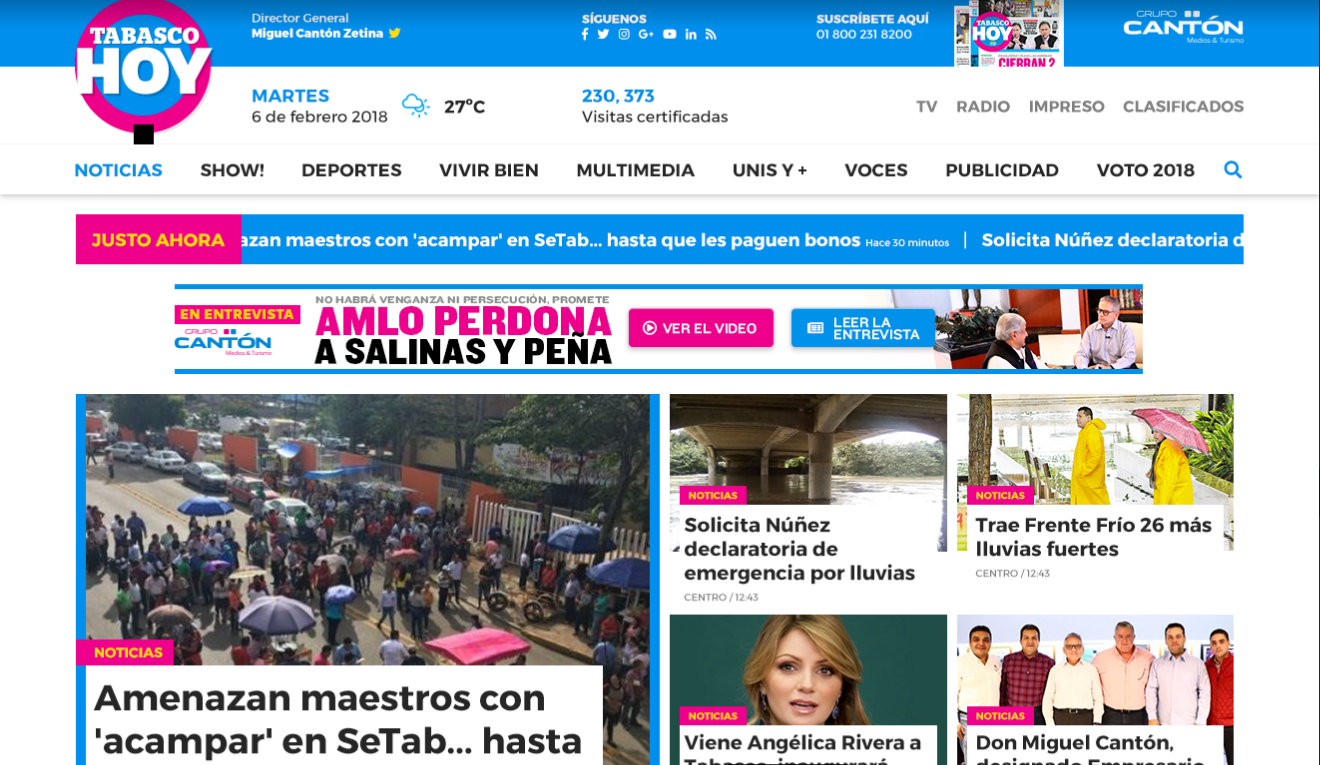 TABASCO
HOY
Director General
Miguel Cantón Zetina
SÍGUENOS
SUSCRÍBETE AQUÍ
01 800 231 8200
TABASCO
HOY
CIERRAN 2
GRUPO
CANTÓN
Medios & Turismo
MARTES
6 de febrero 2018
27ºC
230, 373
Visitas certificadas
TV RADIO IMPRESO CLASIFICADOS
NOTICIAS SHOW! DEPORTES VIVIR BIEN MULTIMEDIA UNIS Y + VOCES PUBLICIDAD VOTO 2018
JUSTO AHORA
azan maestros con 'acampar' en SeTab... hasta que les paguen bonos Hace 30 minutos | Solicita Núñez declaratoria d
EN ENTREVISTA
GRUPO
CANTÓN
Medios & Turismo
NO HABRÁ VENGANZA NI PERSECUCIÓN, PROMETE
AMLO PERDONA
A SALINAS Y PEÑA
VER EL VIDEO
LEER LA
ENTREVISTA
NOTICIAS
Amenazan maestros con
'acampar' en SeTab... hasta
NOTICIAS
Solicita Núñez
declaratoria de
emergencia por lluvias
CENTRO / 12:43
NOTICIAS
Trae Frente Frío 26 más
lluvias fuertes
CENTRO / 12:43
NOTICIAS
Viene Angélica Rivera a
Tabasco, inaugurará
NOTICIAS
Don Miguel Cantón,
designado Empresario